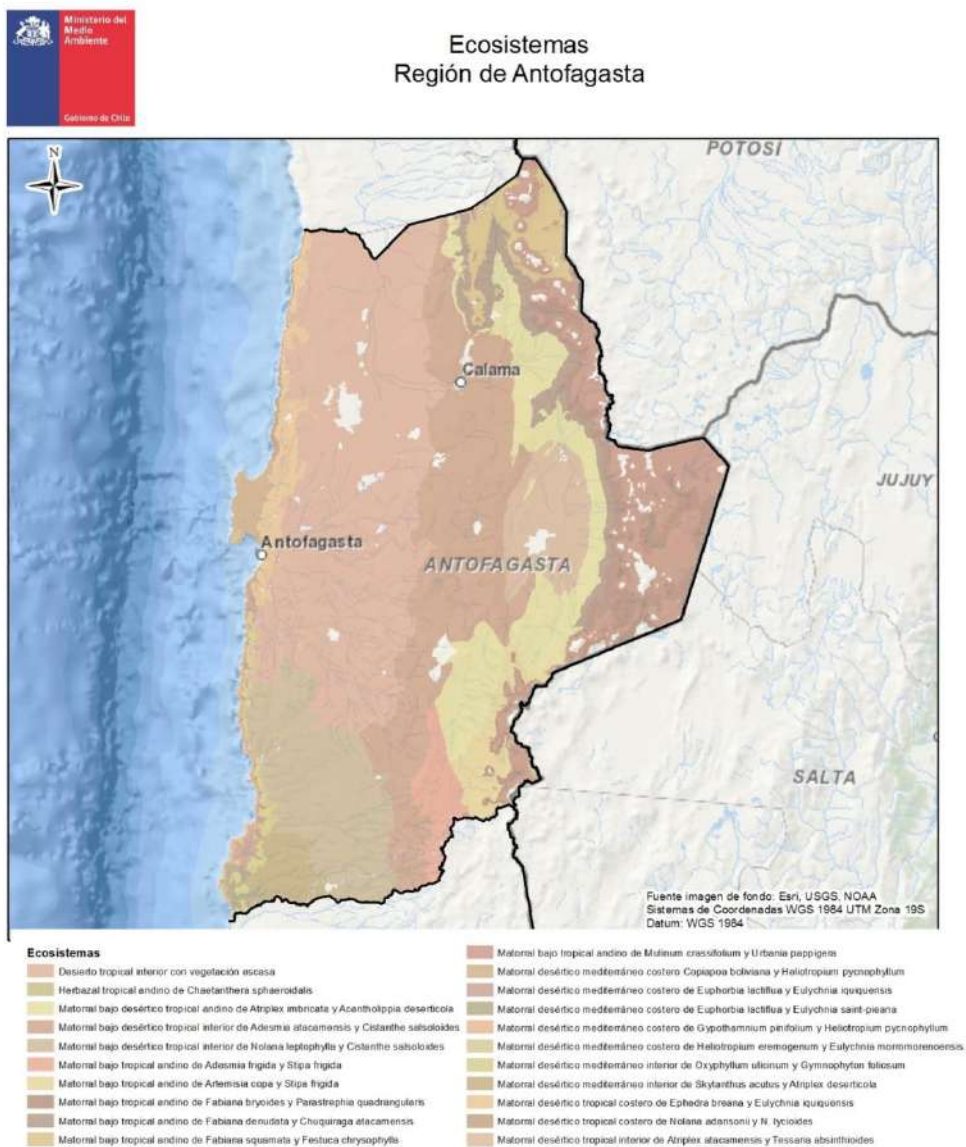 Ministerio del
Medio
Ambiente
Gobierno de Chile
Ecosistemas
Región de Antofagasta
N
POTOSÍ
Calama
JUJUY
Antofagasta
ANTOFAGASTA
SALTA
Fuente imagen de fondo: Esri, USGS, NOAA
Sistemas de Coordenadas WGS 1984 UTM Zona 19S
Datum: WGS 1984
Ecosistemas
Desierto tropical interior con vegetación escasa
Herbazal tropical andino de Chaetanthera sphaeroidalis
Matorral bajo desértico tropical andino de Atriplex imbricata y Acantholippia deserticola
Matorral bajo desértico tropical interior de Adesmia atacamensis y Cistanthe salsoloides
Matorral bajo desértico tropical interior de Nolana leptophylla y Cistanthe salsoloides
Matorral bajo tropical andino de Adesmia frigida y Stipa frigida
Matorral bajo tropical andino de Artemisia copa y Stipa frigida
Matorral bajo tropical andino de Fabiana bryoides y Parastrephia quadrangularis
Matorral bajo tropical andino de Fabiana denudata y Chuquiraga atacamensis
Matorral bajo tropical andino de Fabiana squamata y Festuca chrysophylla
Matorral bajo tropical andino de Mulinum crassifolium y Urbania pappigera
Matorral desértico mediterráneo costero Copiapoa boliviana y Heliotropium pycnophyllum
Matorral desértico mediterráneo costero de Euphorbia lactiflua y Eulychnia iquiquensis
Matorral desértico mediterráneo costero de Euphorbia lactiflua y Eulychnia saint-pieana
Matorral desértico mediterráneo costero de Gypothamnium pinifolium y Heliotropium pycnophyllum
Matorral desértico mediterráneo costero de Heliotropium eremogenum y Eulychnia morromorenoensis
Matorral desértico mediterráneo interior de Oxyphyllum ulicinum y Gymnophyton foliosum
Matorral desértico mediterráneo interior de Skytanthus acutus y Atriplex deserticola
Matorral desértico tropical costero de Ephedra breana y Eulychnia iquiquensis
Matorral desértico tropical costero de Nolana adansonii y N. lycioides
Matorral desértico tropical interior de Atriplex atacamensis y Tessaria absinthioides